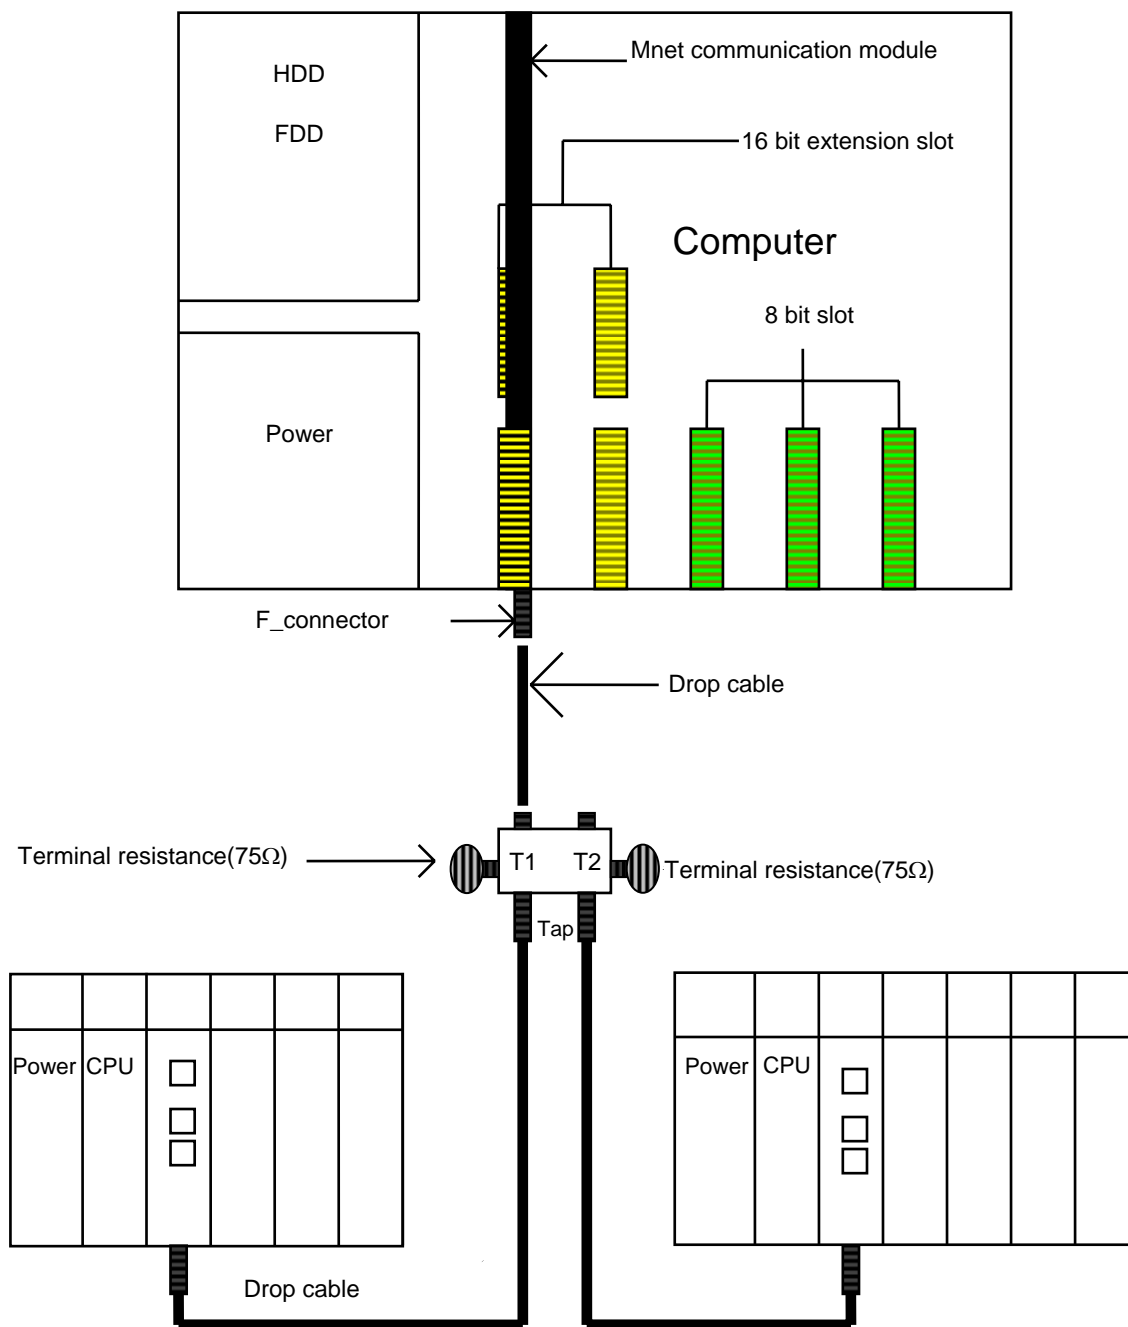 HDD
Mnet communication module
FDD
16 bit extension slot
Computer
8 bit slot
Power
F_connector
Drop cable
Terminal resistance(75Ω)
T1
T2
Terminal resistance(75Ω)
Tap
Power
CPU
Power
CPU
Drop cable